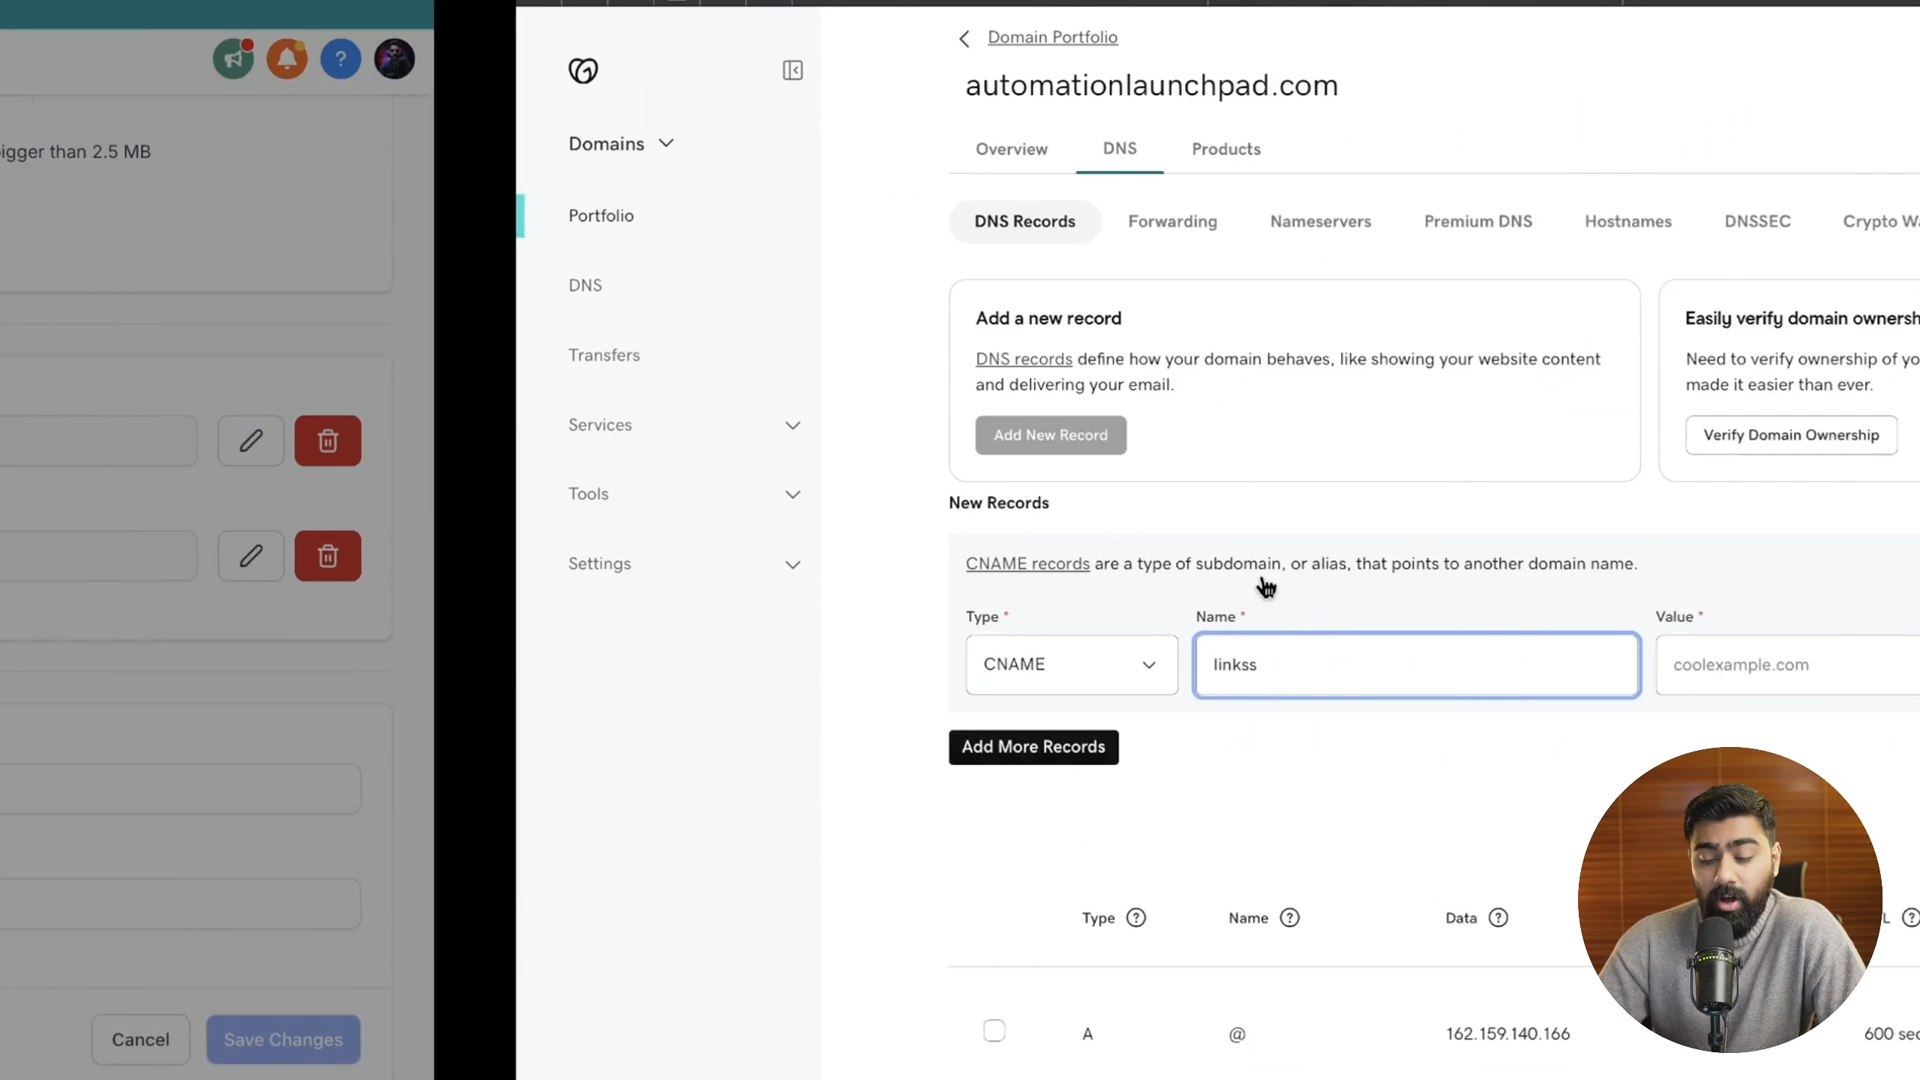 igger than 2.5 MB
Cancel
Save Changes
Domains
Portfolio
DNS
Transfers
Services
Tools
Settings
Domain Portfolio
automationlaunchpad.com
Overview
DNS
Products
DNS Records
Forwarding
Nameservers
Premium DNS
Hostnames
DNSSEC
Crypto Wa
Add a new record
DNS records define how your domain behaves, like showing your website content
and delivering your email.
Add New Record
Easily verify domain ownersh
Need to verify ownership of yo
made it easier than ever.
Verify Domain Ownership
New Records
CNAME records are a type of subdomain, or alias, that points to another domain name.
Type *
Name *
Value *
CNAME
linkss
coolexample.com
Add More Records
Type
Name
Data
L
A
@
162.159.140.166
600 sec